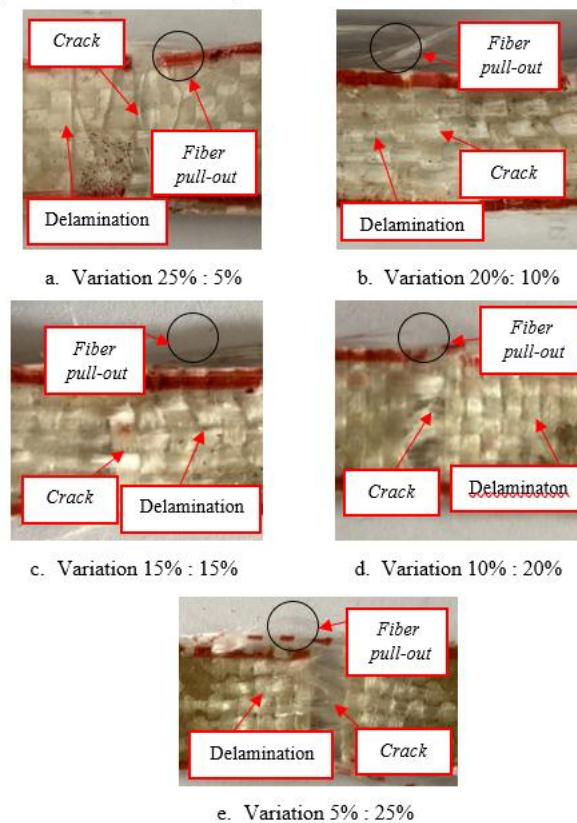 Crack
Fiber
pull-out
Delamination
a. Variation 25% : 5%
Fiber
pull-out
Crack
Delamination
b. Variation 20%: 10%
Fiber
pull-out
Crack
Delamination
c. Variation 15% : 15%
Fiber
pull-out
Crack
Delaminaton
d. Variation 10% : 20%
Fiber
pull-out
Delamination
Crack
e. Variation 5% : 25%